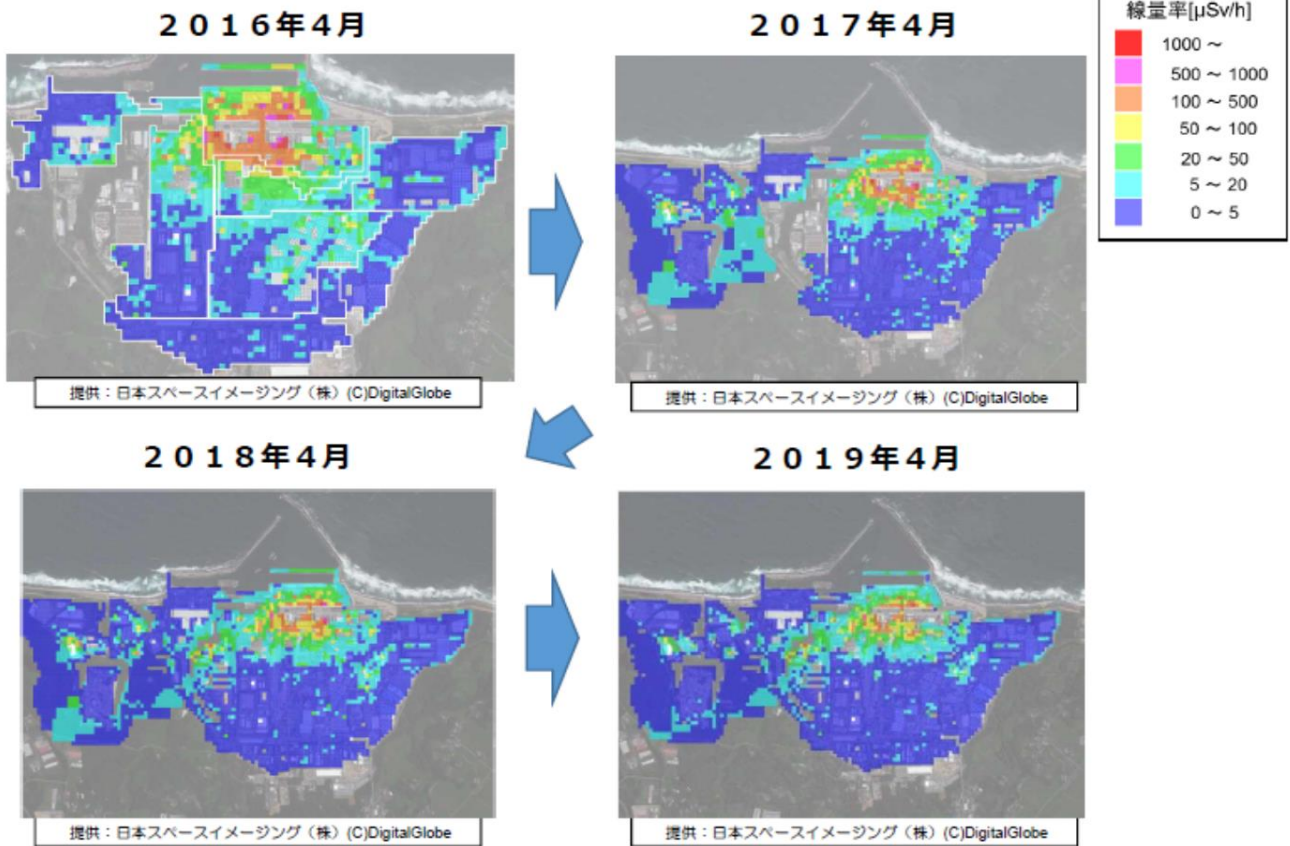 ２０１６年４月
２０１７年４月
線量率[μSv/h]
1000 ～
500 ～ 1000
100 ～ 500
50 ～ 100
20 ～ 50
5 ～ 20
0 ～ 5
提供：日本スペースイメージング（株）(C)DigitalGlobe
提供：日本スペースイメージング（株）(C)DigitalGlobe
２０１８年４月
２０１９年４月
提供：日本スペースイメージング（株）(C)DigitalGlobe
提供：日本スペースイメージング（株）(C)DigitalGlobe